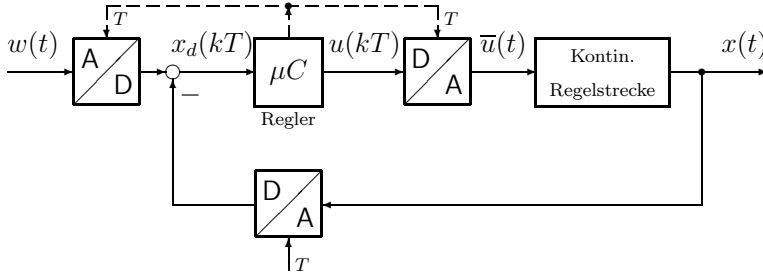 T
T
w(t)
A
D
x_d(kT)
μC
Regler
u(kT)
D
A
u̅(t)
Kontin.
Regelstrecke
x(t)
−
D
A
T